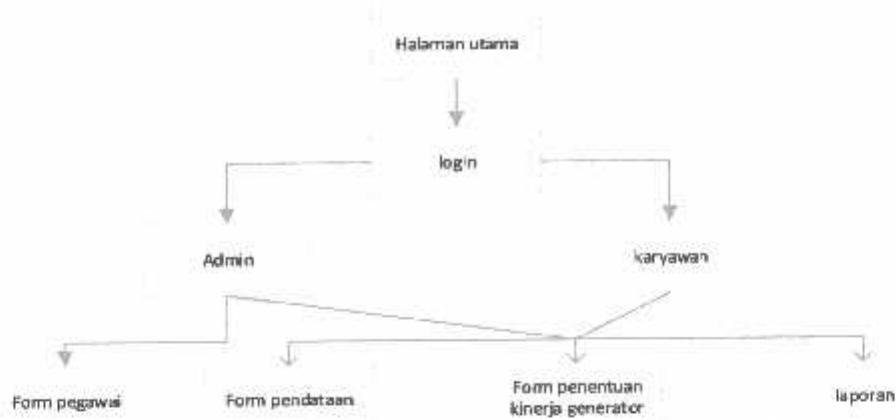 Halaman utama
login
Admin
karyawan
Form pegawai
Form pendataan
Form penentuan
kinerja generator
laporan